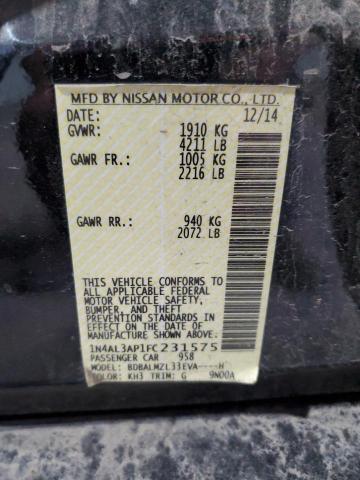 MFD BY NISSAN MOTOR CO., LTD.
DATE: 12/14
GVWR: 1910 KG
4211 LB
GAWR FR.: 1005 KG
2216 LB
GAWR RR.: 940 KG
2072 LB
THIS VEHICLE CONFORMS TO
ALL APPLICABLE FEDERAL
MOTOR VEHICLE SAFETY,
BUMPER, AND THEFT
PREVENTION STANDARDS IN
EFFECT ON THE DATE OF
MANUFACTURE SHOWN ABOVE.
1N4AL3AP1FC231575
PASSENGER CAR 958
MODEL: BDBALMZL33EVA----H
COLOR: KH3 TRIM: G 9N00A